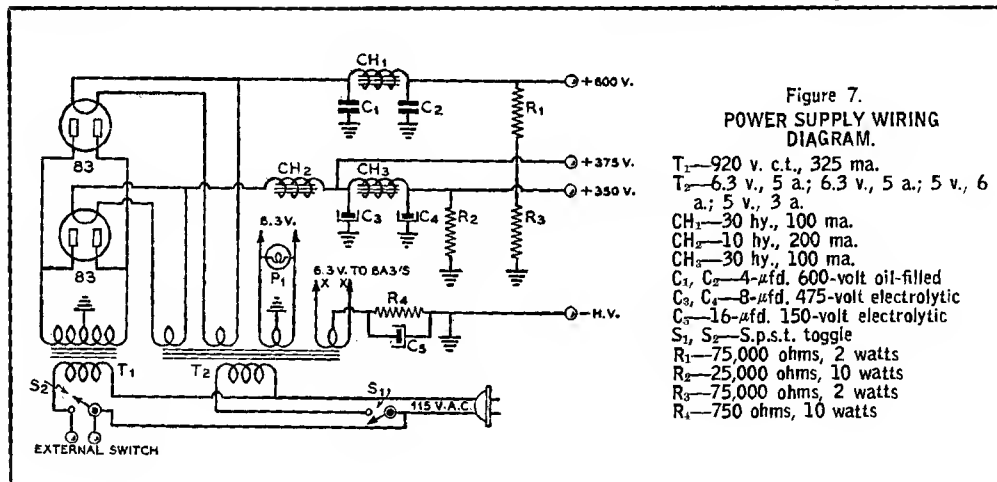 CH₁
+600 V.
C₁
C₂
R₁
83
CH₂
CH₃
+375 V.
+350 V.
C₃
C₄
R₂
R₃
6.3 V.
P₁
83
6.3 V. TO 6A3/S
X X
R₄
C₅
-H.V.
T₁
T₂
S₂
S₁
115 V.A.C.
EXTERNAL SWITCH
Figure 7.
POWER SUPPLY WIRING
DIAGRAM.
T₁—920 v. c.t., 325 ma.
T₂—6.3 v., 5 a.; 6.3 v., 5 a.; 5 v., 6
a.; 5 v., 3 a.
CH₁—30 hy., 100 ma.
CH₂—10 hy., 200 ma.
CH₃—30 hy., 100 ma.
C₁, C₂—4-μfd. 600-volt oil-filled
C₃, C₄—8-μfd. 475-volt electrolytic
C₅—16-μfd. 150-volt electrolytic
S₁, S₂—S.p.s.t. toggle
R₁—75,000 ohms, 2 watts
R₂—25,000 ohms, 10 watts
R₃—75,000 ohms, 2 watts
R₄—750 ohms, 10 watts